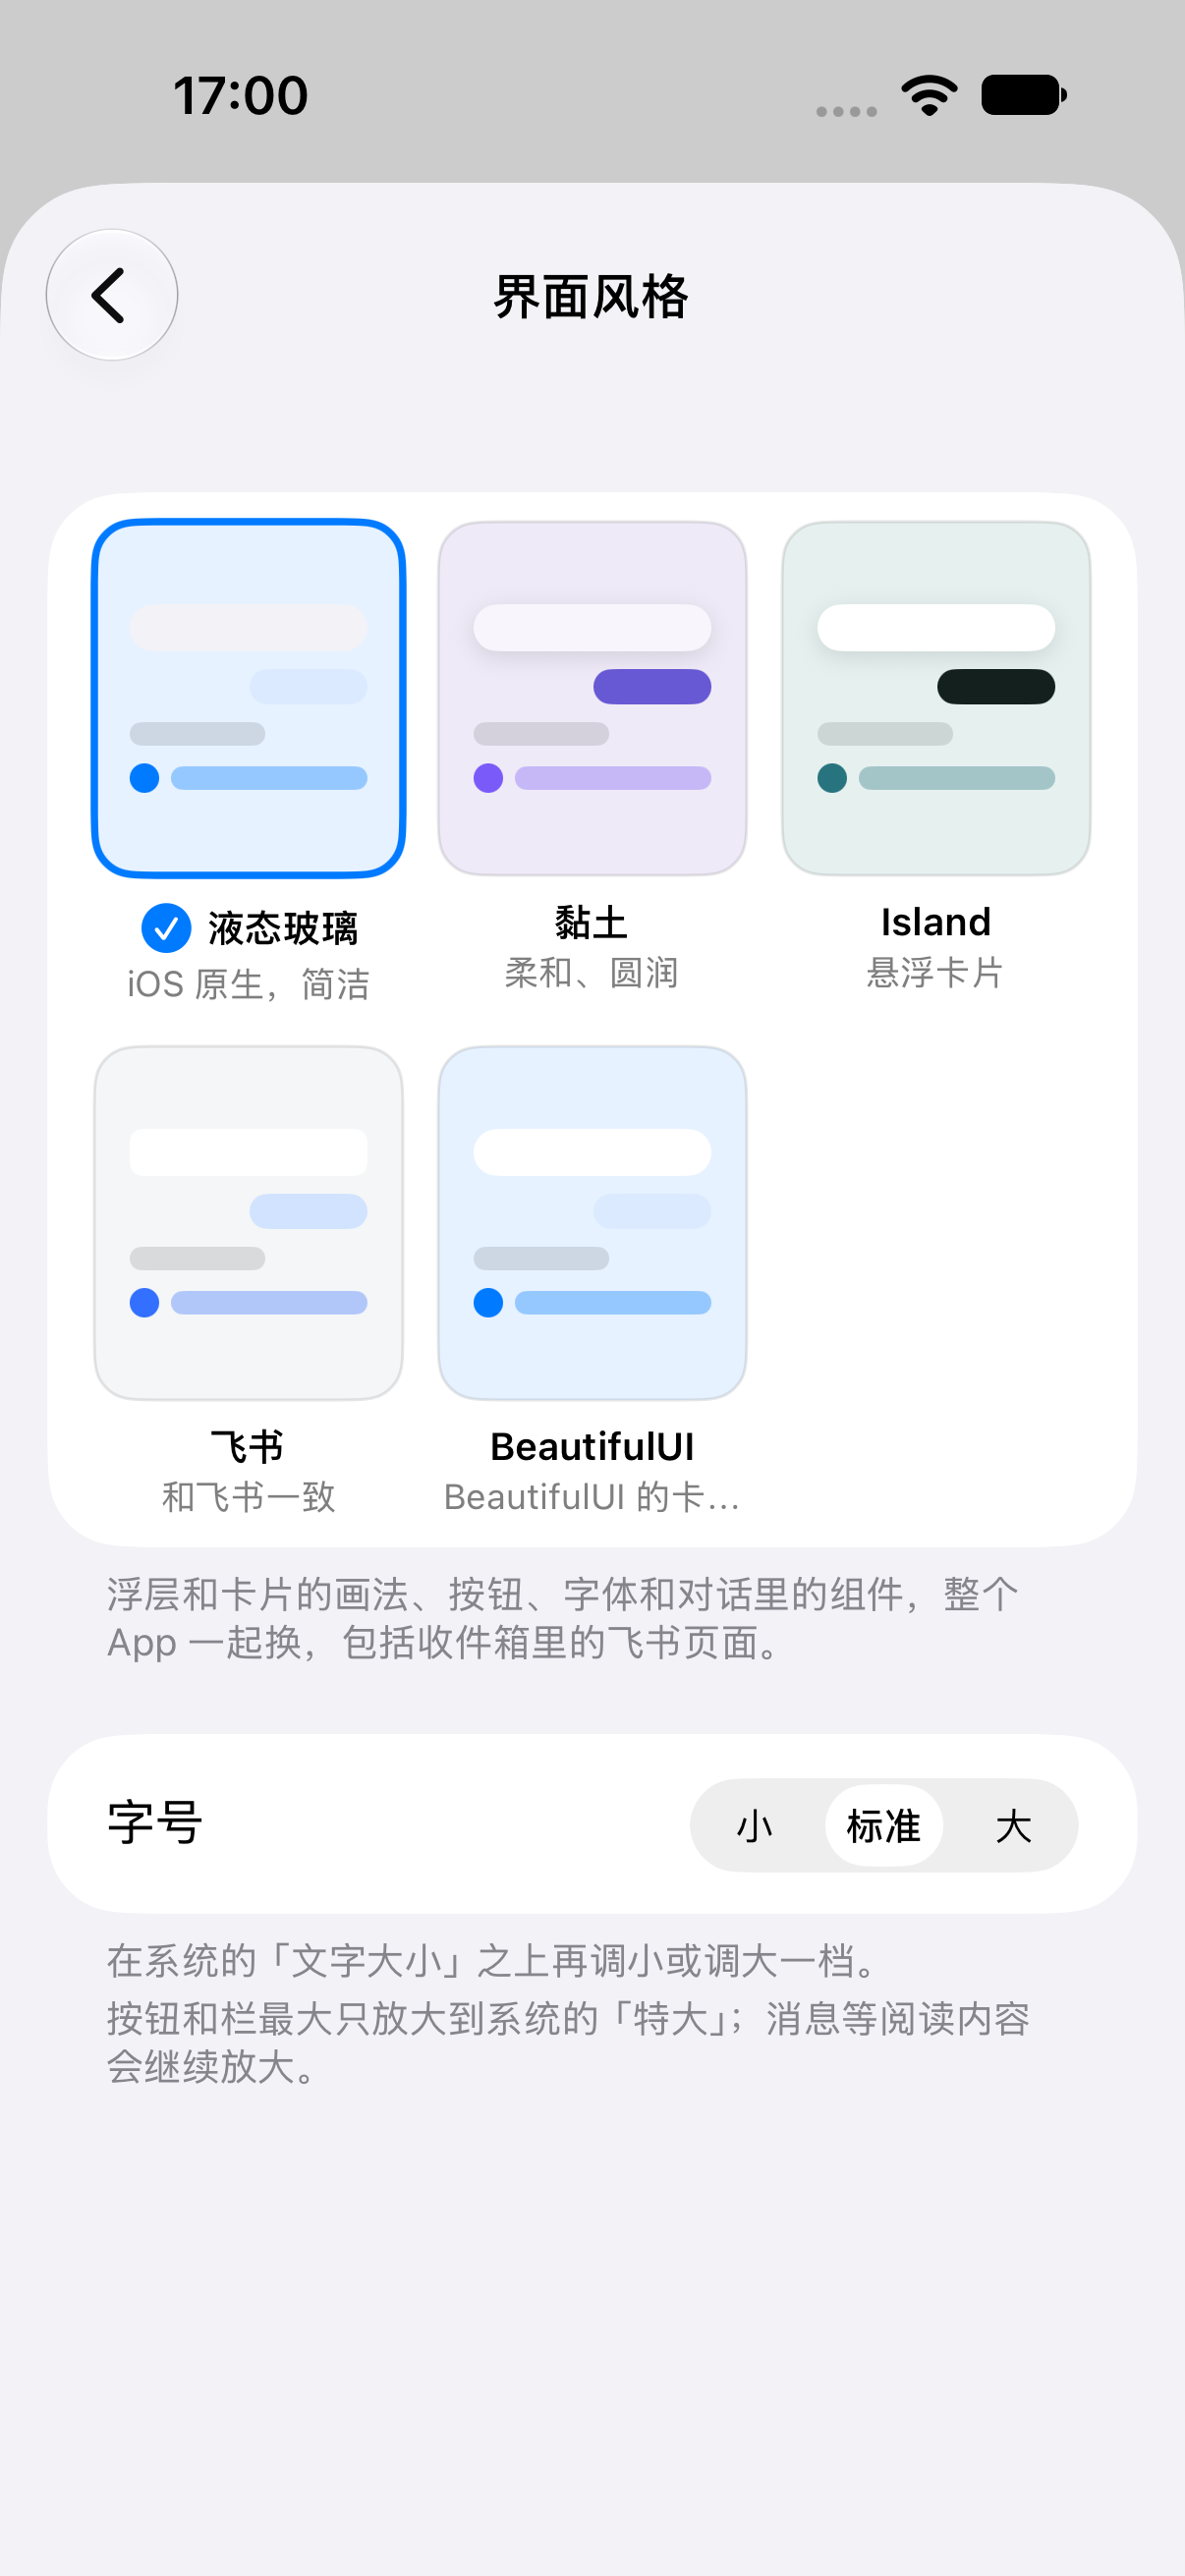 17:00
界面风格
液态玻璃
iOS 原生，简洁
黏土
柔和、圆润
Island
悬浮卡片
飞书
和飞书一致
BeautifulUI
BeautifulUI 的卡…
浮层和卡片的画法、按钮、字体和对话里的组件，整个
App 一起换，包括收件箱里的飞书页面。
字号
小
标准
大
在系统的「文字大小」之上再调小或调大一档。
按钮和栏最大只放大到系统的「特大」；消息等阅读内容
会继续放大。